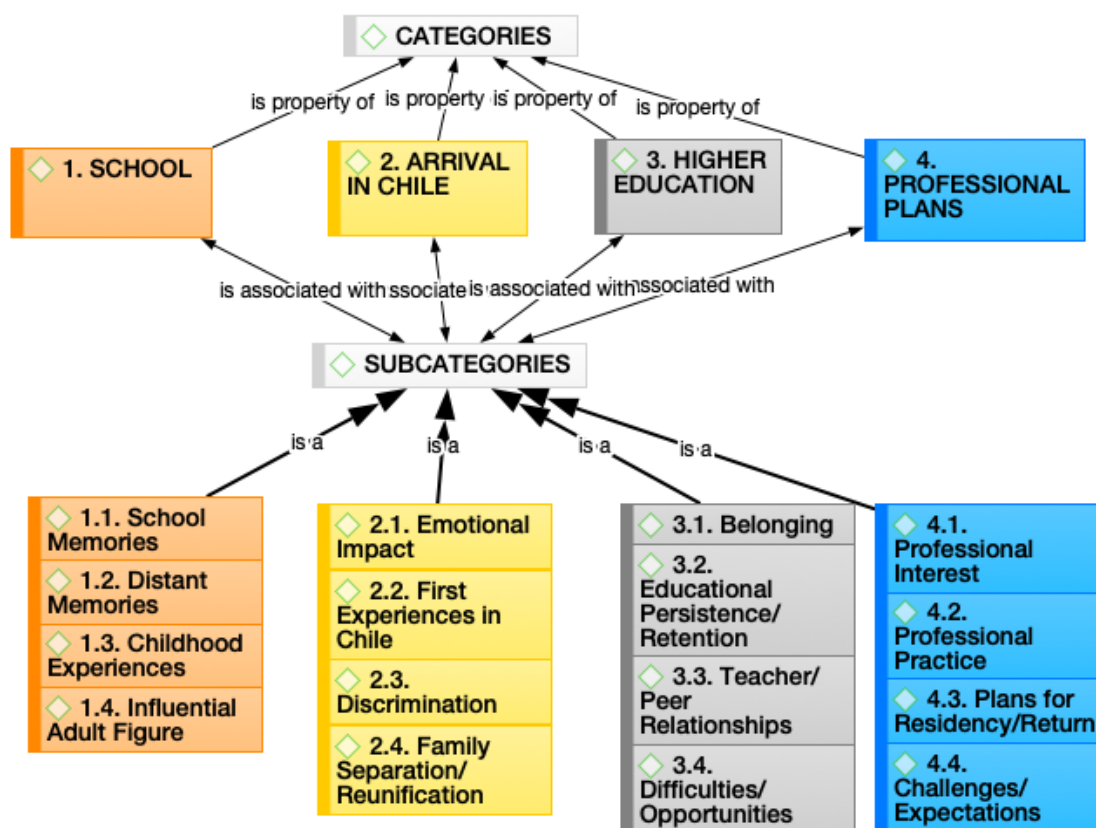 CATEGORIES
is property of
is property
is property of
is property of
1. SCHOOL
2. ARRIVAL
IN CHILE
3. HIGHER
EDUCATION
4.
PROFESSIONAL
PLANS
is associated with
ssociate
is associated with
ssociated with
SUBCATEGORIES
is a
is a
is a
is a
1.1. School
Memories
1.2. Distant
Memories
1.3. Childhood
Experiences
1.4. Influential
Adult Figure
2.1. Emotional
Impact
2.2. First
Experiences in
Chile
2.3.
Discrimination
2.4. Family
Separation/
Reunification
3.1. Belonging
3.2.
Educational
Persistence/
Retention
3.3. Teacher/
Peer
Relationships
3.4.
Difficulties/
Opportunities
4.1.
Professional
Interest
4.2.
Professional
Practice
4.3. Plans for
Residency/Return
4.4.
Challenges/
Expectations